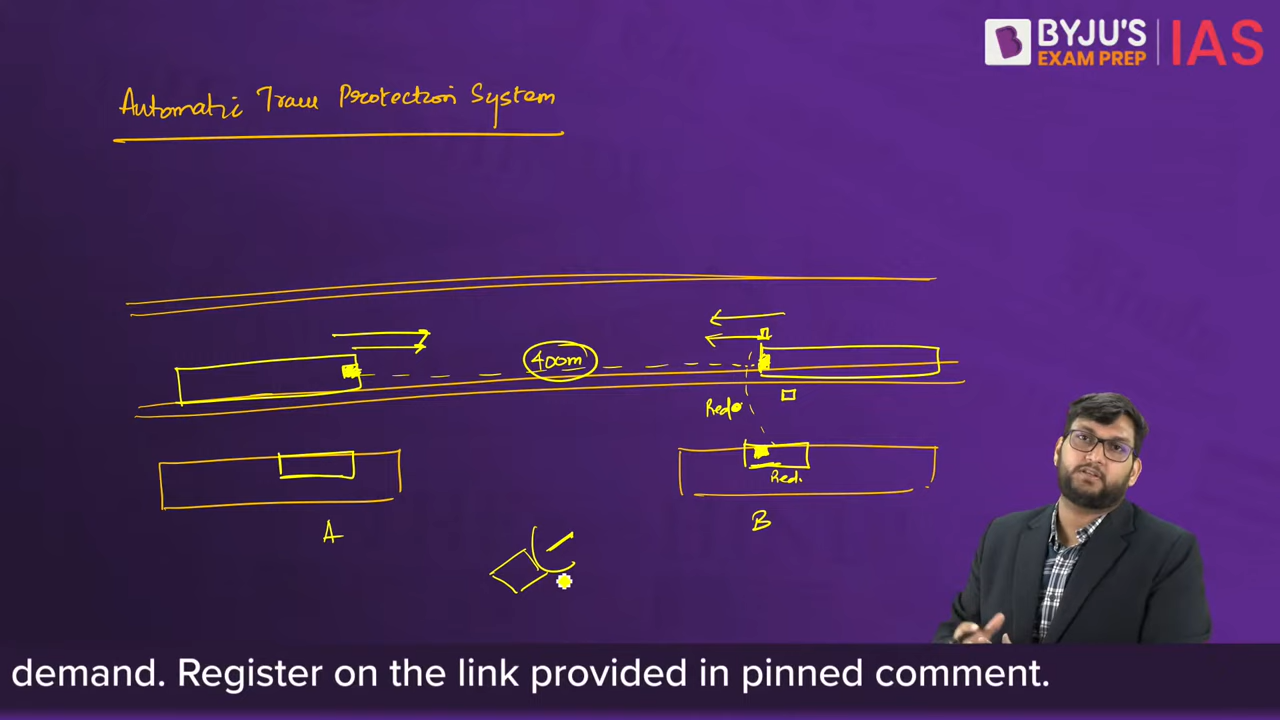 BYJU'S
EXAM PREP
IAS
Automatic Train Protection System
400m
Red
Red.
A
B
demand. Register on the link provided in pinned comment.